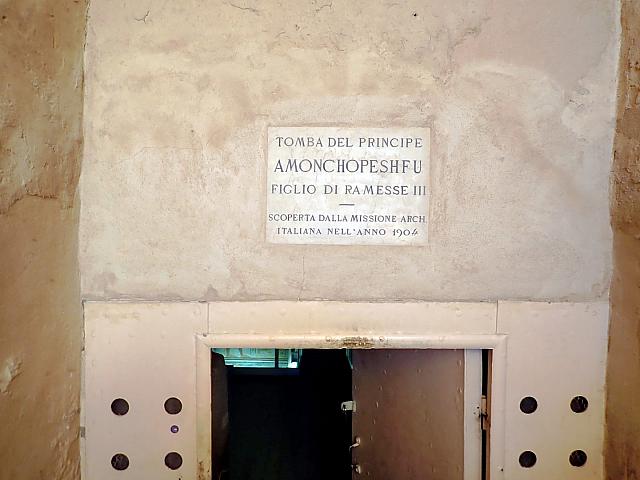 TOMBA DEL PRINCIPE
AMONCHOPESHFU
FIGLIO DI RAMESSE III
SCOPERTA DALLA MISSIONE ARCH.
ITALIANA NELL'ANNO 1904